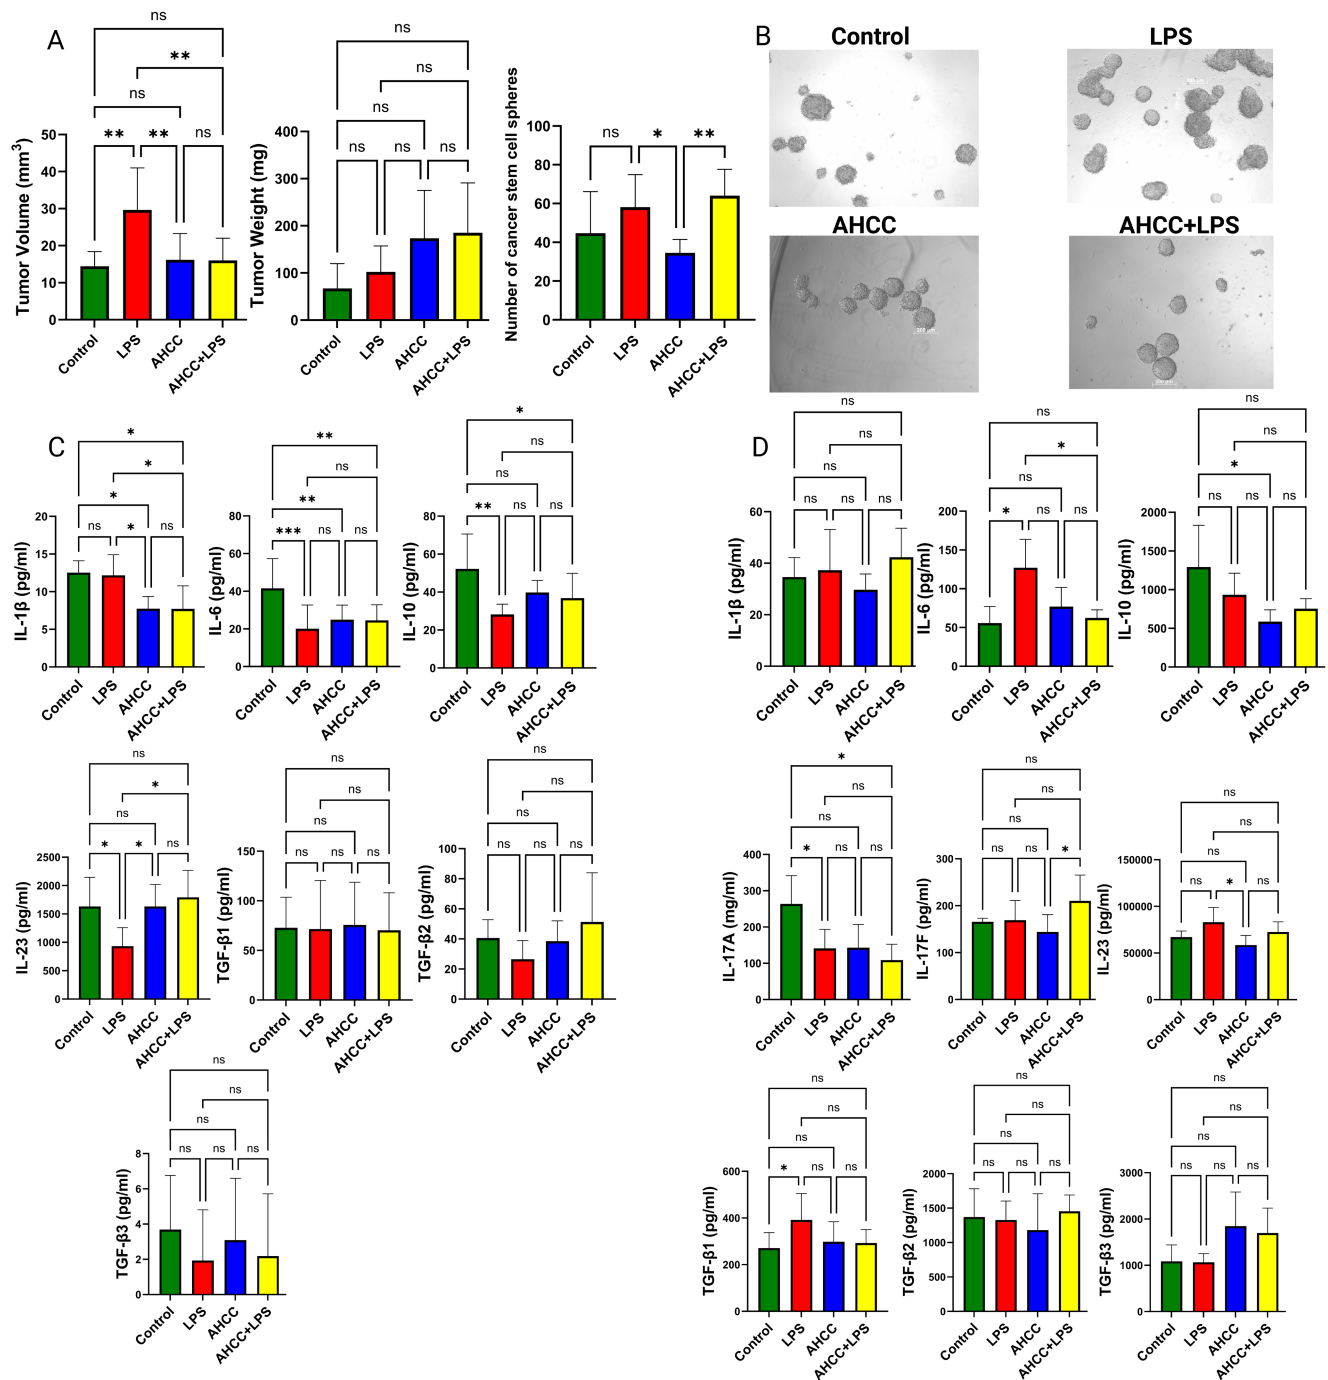 A
ns
**
** ** ns
ns
Tumor Volume (mm3)
50
40
30
20
10
0
Control
LPS
AHCC
AHCC+LPS
ns
ns
ns
ns ns ns
Tumor Weight (mg)
400
300
200
100
0
Control
LPS
AHCC
AHCC+LPS
ns * **
Number of cancer stem cell spheres
100
80
60
40
20
0
Control
LPS
AHCC
AHCC+LPS
B
Control
LPS
AHCC
AHCC+LPS
C
*
*
*
ns *
IL-1β (pg/ml)
20
15
10
5
0
Control
LPS
AHCC
AHCC+LPS
**
ns
**
*** ns ns
IL-6 (pg/ml)
80
60
40
20
0
Control
LPS
AHCC
AHCC+LPS
*
ns
ns
** ns ns
IL-10 (pg/ml)
80
60
40
20
0
Control
LPS
AHCC
AHCC+LPS
ns
*
ns
* * ns
IL-23 (pg/ml)
2500
2000
1500
1000
500
0
Control
LPS
AHCC
AHCC+LPS
ns
ns
ns
ns ns ns
TGF-β1 (pg/ml)
150
100
50
0
Control
LPS
AHCC
AHCC+LPS
ns
ns
ns
ns ns ns
TGF-β2 (pg/ml)
100
80
60
40
20
0
Control
LPS
AHCC
AHCC+LPS
ns
ns
ns
ns ns ns
TGF-β3 (pg/ml)
8
6
4
2
0
Control
LPS
AHCC
AHCC+LPS
D
ns
ns
ns
ns ns ns
IL-1β (pg/ml)
60
40
20
0
Control
LPS
AHCC
AHCC+LPS
ns
*
ns
* ns ns
IL-6 (pg/ml)
200
150
100
50
0
Control
LPS
AHCC
AHCC+LPS
ns
ns
*
ns ns ns
IL-10 (pg/ml)
2000
1500
1000
500
0
Control
LPS
AHCC
AHCC+LPS
*
ns
ns
* ns ns
IL-17A (mg/ml)
400
300
200
100
0
Control
LPS
AHCC
AHCC+LPS
ns
ns
ns
ns ns *
IL-17F (pg/ml)
300
200
100
0
Control
LPS
AHCC
AHCC+LPS
ns
ns
ns
ns * ns
IL-23 (pg/ml)
150000
100000
50000
0
Control
LPS
AHCC
AHCC+LPS
ns
ns
ns
* ns ns
TGF-β1 (pg/ml)
600
400
200
0
Control
LPS
AHCC
AHCC+LPS
ns
ns
ns
ns ns ns
TGF-β2 (pg/ml)
2000
1500
1000
500
0
Control
LPS
AHCC
AHCC+LPS
ns
ns
ns
ns ns ns
TGF-β3 (pg/ml)
3000
2000
1000
0
Control
LPS
AHCC
AHCC+LPS